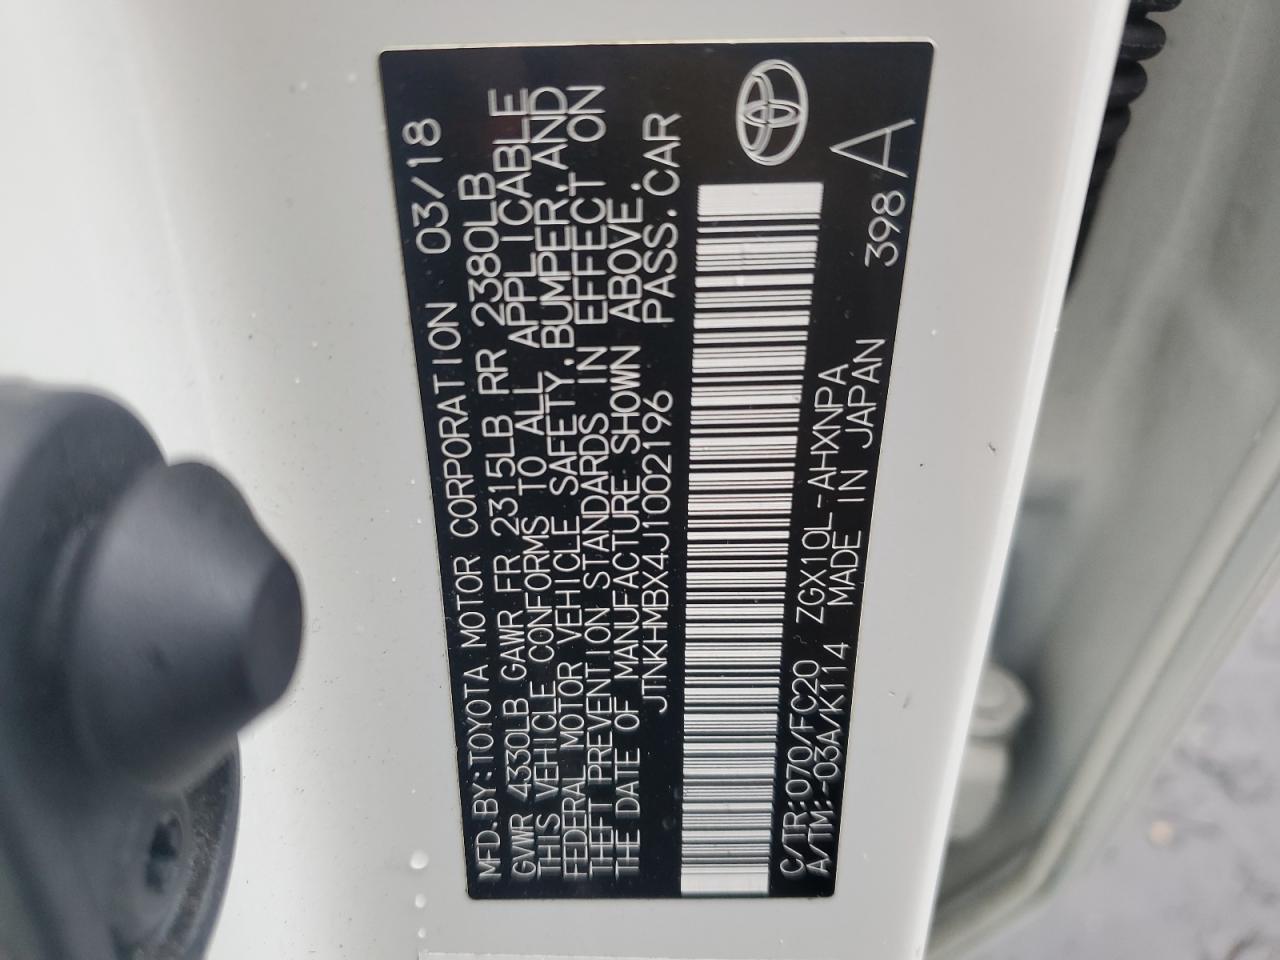 MFD.BY:TOYOTA MOTOR CORPORATION 03/18
GVWR 4330LB GAWR FR 2315LB RR 2380LB
THIS VEHICLE CONFORMS TO ALL APPLICABLE
FEDERAL MOTOR VEHICLE SAFETY,BUMPER,AND
THEFT PREVENTION STANDARDS IN EFFECT ON
THE DATE OF MANUFACTURE SHOWN ABOVE.
JTNKHMBX4J1002196 PASS.CAR
C/TR:070/FC20 ZGX10L-AHXNPA 398
A/TM:-03A/K114 MADE IN JAPAN A